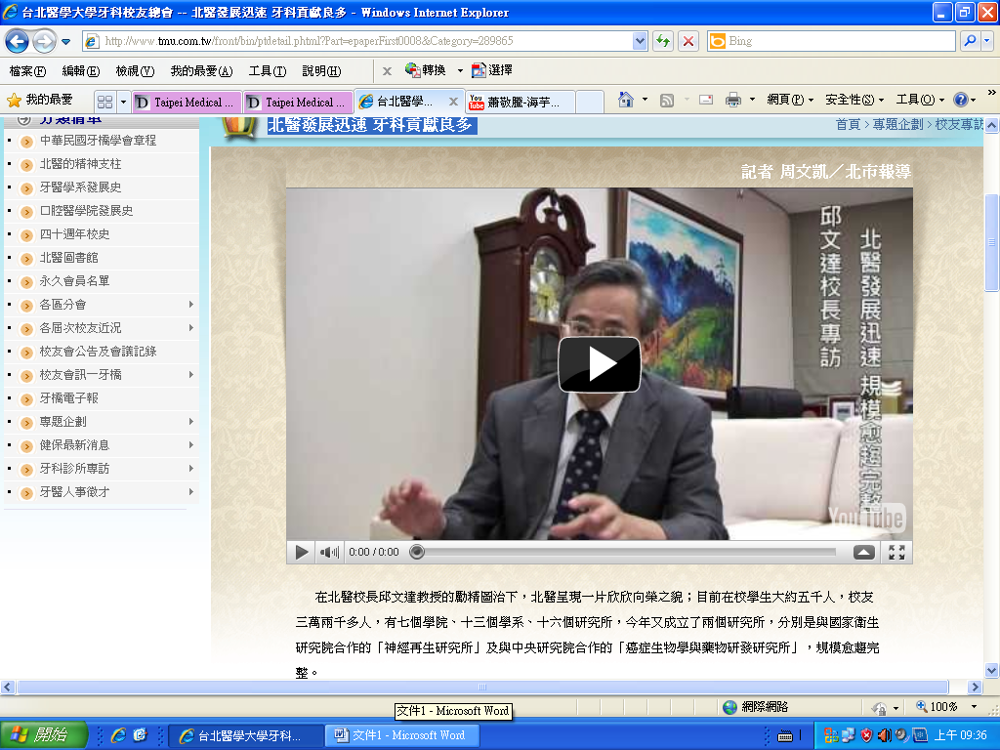 台北醫學大學牙科校友總會 -- 北醫發展迅速 牙科貢獻良多 - Windows Internet Explorer
http://www.tmu.com.tw/front/bin/ptdetail.phtml?Part=epaperFirst0008&Category=289865
Bing
檔案(F) 編輯(E) 檢視(V) 我的最愛(A) 工具(T) 說明(H) 轉換 選擇
我的最愛 Taipei Medical ... Taipei Medical ... 台北醫學... 蕭敬騰-海芋... 網頁(P) 安全性(S) 工具(O)
分類清單
中華民國牙橋學會章程
北醫的精神支柱
牙醫學系發展史
口腔醫學院發展史
四十週年校史
北醫圖書館
永久會員名單
各區分會
各屆次校友近況
校友會公告及會議記錄
校友會訊一牙橋
牙橋電子報
專題企劃
健保最新消息
牙科診所專訪
牙醫人事徵才
北醫發展迅速 牙科貢獻良多
首頁 > 專題企劃 > 校友專訪
記者 周文凱／北市報導
北醫發展迅速 規模愈趨完整
邱文達校長專訪
YouTube
0:00 / 0:00
在北醫校長邱文達教授的勵精圖治下，北醫呈現一片欣欣向榮之貌；目前在校學生大約五千人，校友
三萬兩千多人，有七個學院、十三個學系、十六個研究所，今年又成立了兩個研究所，分別是與國家衛生
研究院合作的「神經再生研究所」及與中央研究院合作的「癌症生物學與藥物研發研究所」，規模愈趨完
整。
文件1 - Microsoft Word
網際網路
100%
開始 台北醫學大學牙科... 文件1 - Microsoft Word 上午 09:36